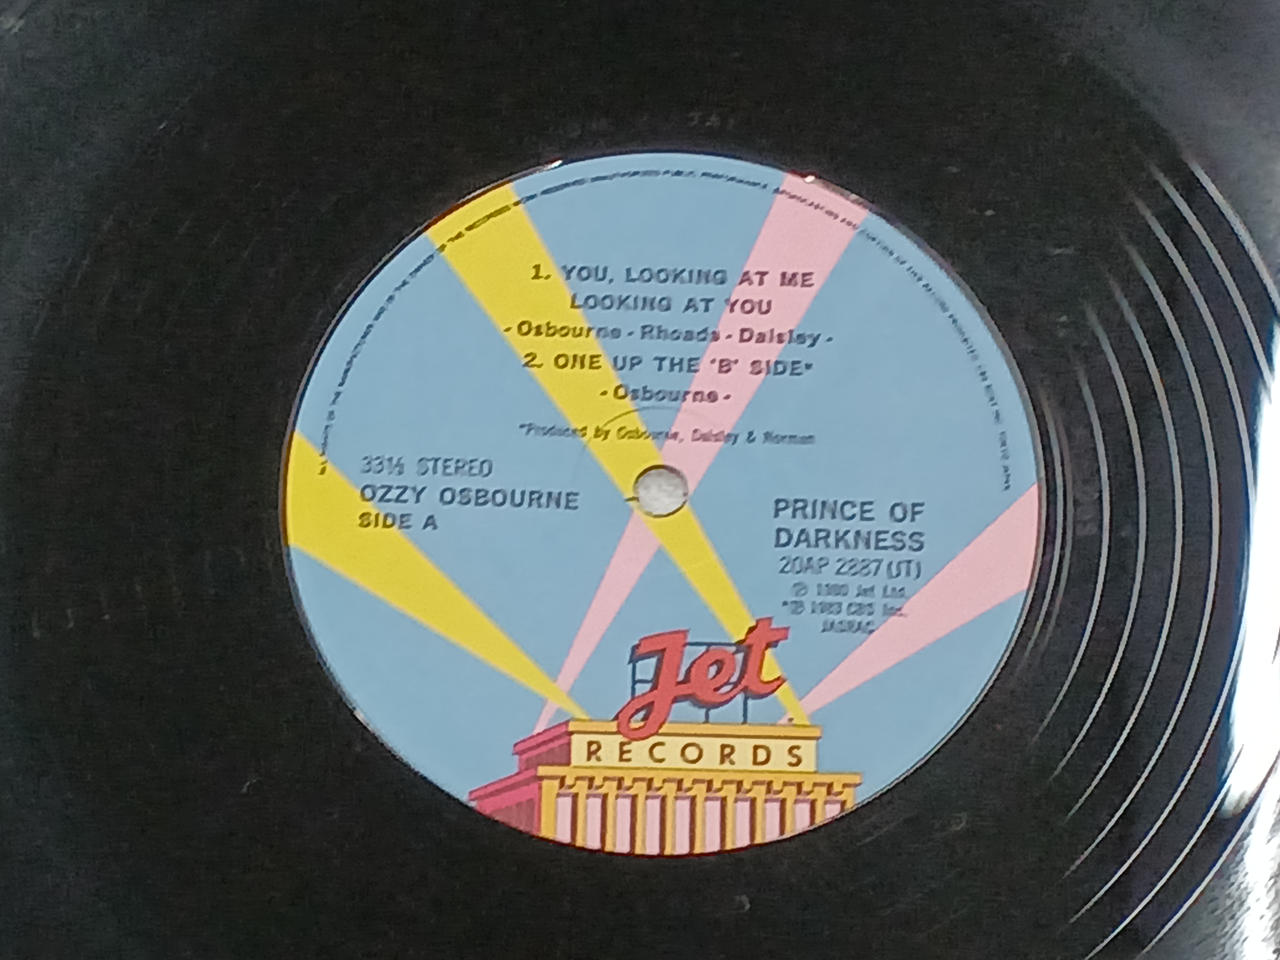 1. YOU, LOOKING AT ME
LOOKING AT YOU
-Osbourne-Rhoads-Daisley-
2. ONE UP THE "B" SIDE*
-Osbourne-
*Produced by Osbourne, Daisley & Norman
33⅓ STEREO
OZZY OSBOURNE
SIDE A
PRINCE OF
DARKNESS
20AP 2887(JT)
℗ 1980 Jet Ltd.
*℗ 1983 CBS Inc.
JASRAC
Jet
RECORDS